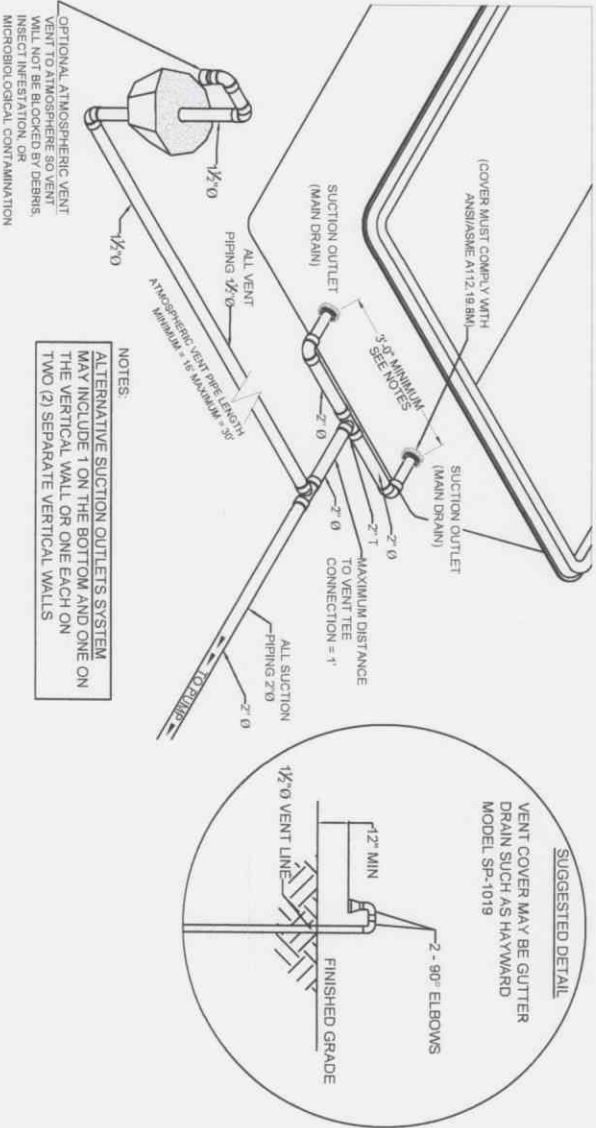 (COVER MUST COMPLY WITH
ANSI/ASME A112.19.8M)
SUCTION OUTLET
(MAIN DRAIN)
3'-0" MINIMUM
SEE NOTES
SUCTION OUTLET
(MAIN DRAIN)
2" Ø
2" Ø
2" T
2" Ø
MAXIMUM DISTANCE
TO VENT TEE
CONNECTION = 1'
ALL SUCTION
PIPING 2"Ø
2" Ø
TO PUMP
ALL VENT
PIPING 1½"Ø
ATMOSPHERIC VENT PIPE LENGTH
MINIMUM = 16' MAXIMUM = 30'
1½"Ø
1½"Ø
OPTIONAL ATMOSPHERIC VENT
VENT TO ATMOSPHERE SO VENT
WILL NOT BE BLOCKED BY DEBRIS,
INSECT INFESTATION, OR
MICROBIOLOGICAL CONTAMINATION
NOTES:
ALTERNATIVE SUCTION OUTLETS SYSTEM
MAY INCLUDE 1 ON THE BOTTOM AND ONE ON
THE VERTICAL WALL OR ONE EACH ON
TWO (2) SEPARATE VERTICAL WALLS
SUGGESTED DETAIL
VENT COVER MAY BE GUTTER
DRAIN SUCH AS HAYWARD
MODEL SP-1019
2 - 90° ELBOWS
12" MIN
FINISHED GRADE
1½"Ø VENT LINE